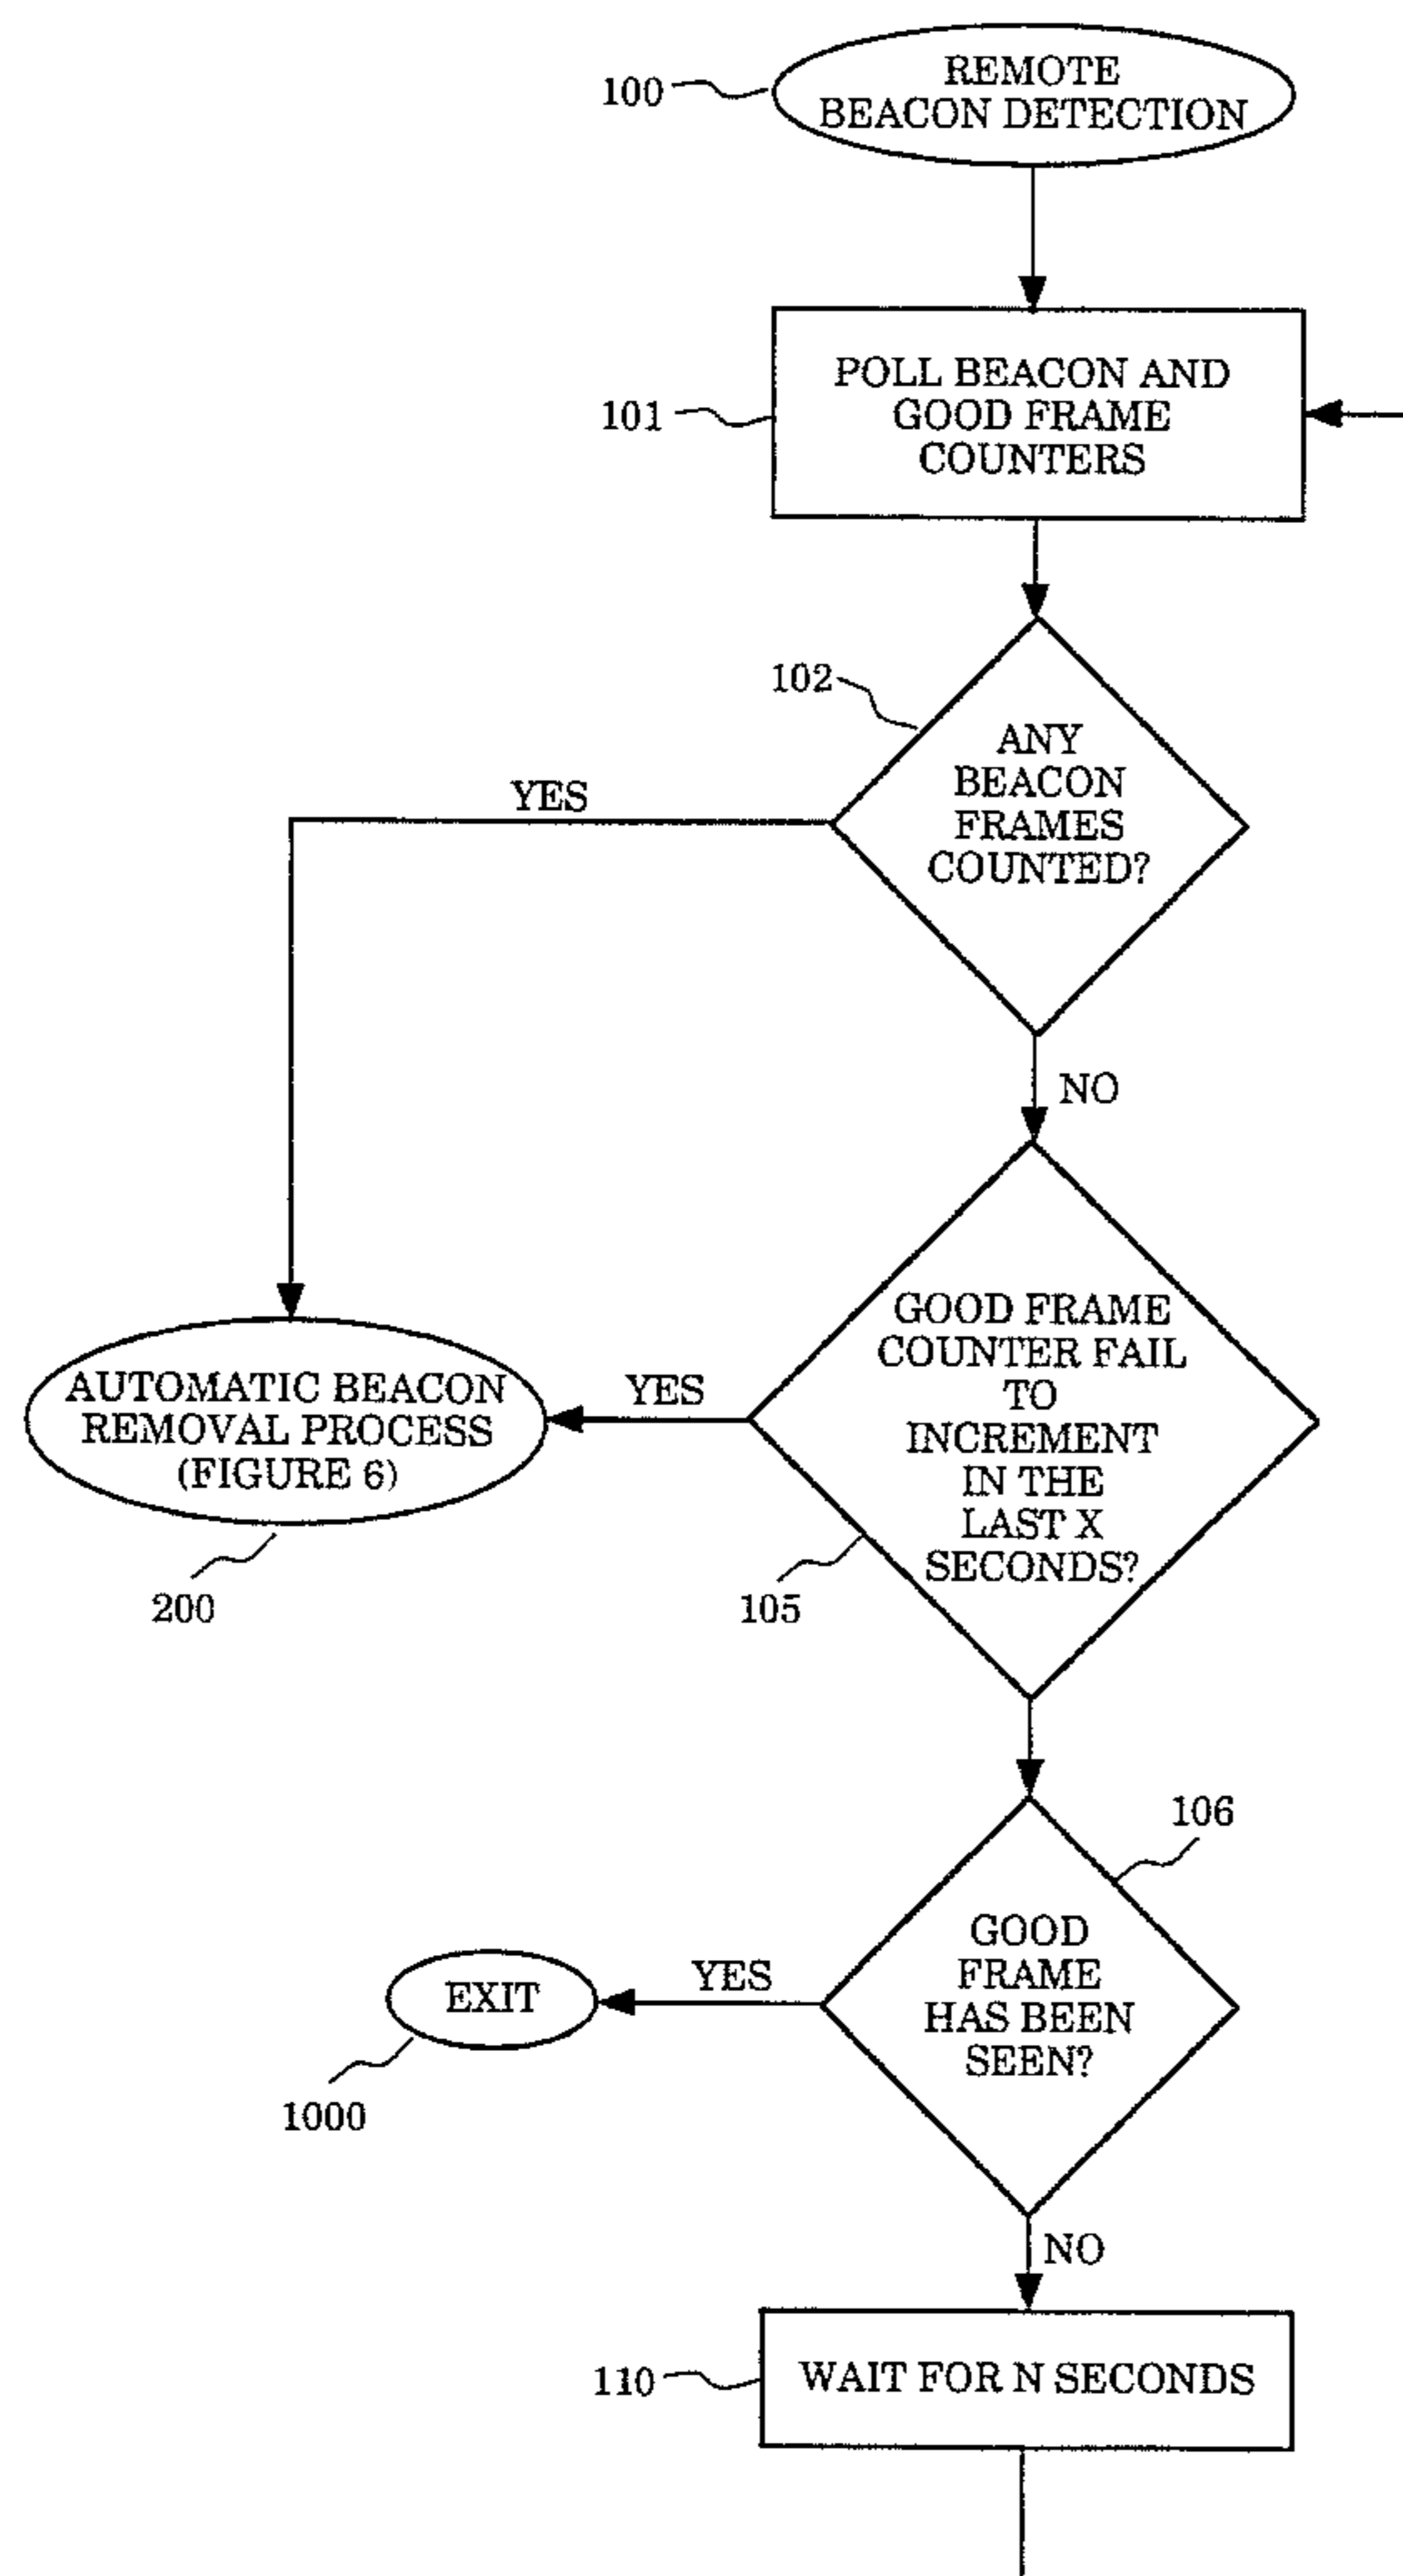 100
REMOTE
BEACON DETECTION
101
POLL BEACON AND
GOOD FRAME
COUNTERS
102
ANY
BEACON
FRAMES
COUNTED?
YES
NO
GOOD FRAME
COUNTER FAIL
TO
INCREMENT
IN THE
LAST X
SECONDS?
YES
105
AUTOMATIC BEACON
REMOVAL PROCESS
(FIGURE 6)
200
106
GOOD
FRAME
HAS BEEN
SEEN?
YES
EXIT
1000
NO
110
WAIT FOR N SECONDS